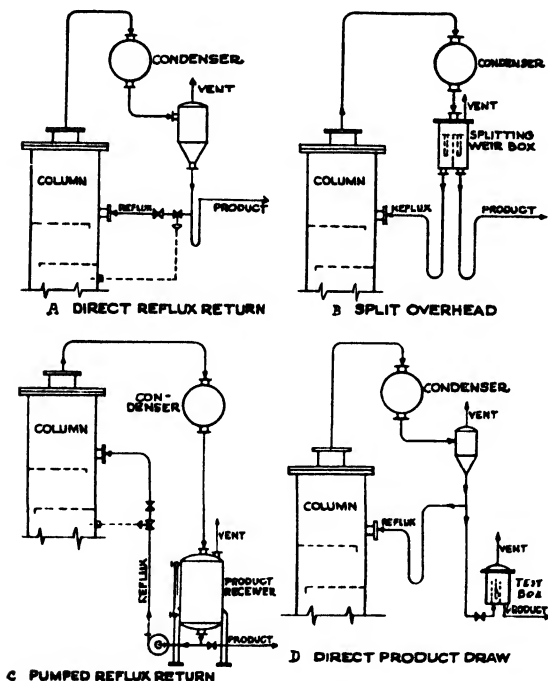 CONDENSER
VENT
COLUMN
REFLUX
PRODUCT
A DIRECT REFLUX RETURN
CONDENSER
VENT
SPLITTING
WEIR BOX
COLUMN
REFLUX
PRODUCT
B SPLIT OVERHEAD
CON-
DENSER
COLUMN
VENT
PRODUCT
RECEIVER
REFLUX
PRODUCT
C PUMPED REFLUX RETURN
CONDENSER
VENT
COLUMN
REFLUX
VENT
TEST
BOX
PRODUCT
D DIRECT PRODUCT DRAW